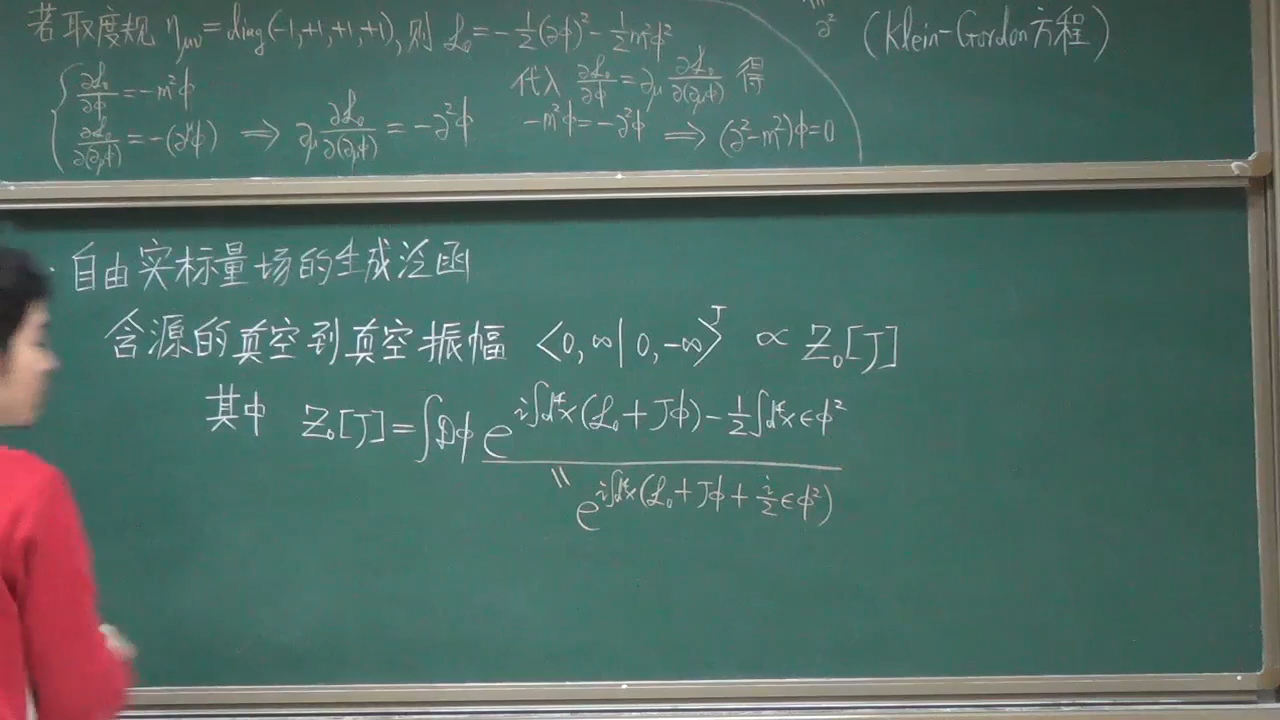 若取度规 η_μν = diag(-1,+1,+1,+1), 则 ℒ₀ = -½(∂ϕ)² - ½m²ϕ²
∂² (Klein-Gordon方程)
{ ∂ℒ₀/∂ϕ = -m²ϕ
∂ℒ₀/∂(∂_μϕ) = -(∂^μϕ) ⟹ ∂_μ ∂ℒ₀/∂(∂_μϕ) = -∂²ϕ
代入 ∂ℒ₀/∂ϕ = ∂_μ ∂ℒ₀/∂(∂_μϕ) 得
-m²ϕ = -∂²ϕ ⟹ (∂²-m²)ϕ = 0
· 自由实标量场的生成泛函
含源的真空到真空振幅 ⟨0,∞|0,-∞⟩^J ∝ Z₀[J]
其中 Z₀[J] = ∫𝒟ϕ e^{i∫d⁴x(ℒ₀+Jϕ) - ½∫d⁴x ϵϕ²}
"
e^{i∫d⁴x(ℒ₀+Jϕ+(i/2)ϵϕ²)}